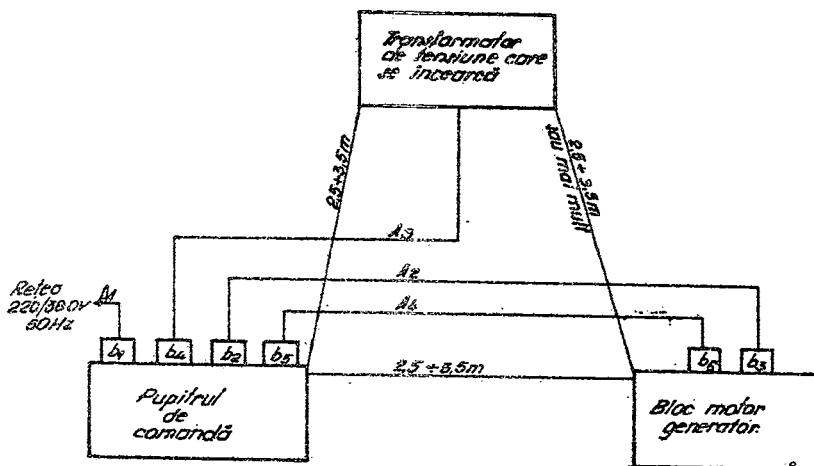 Transformator
de tensiune care
se încearcă
2,5÷3,5m
2,5÷3,5m
sau mai mult
Rețea
220/380V
50Hz
b1
b4
b2
b5
2,5÷3,5m
b3
Pupitrul
de
comandă
Bloc motor
generator.